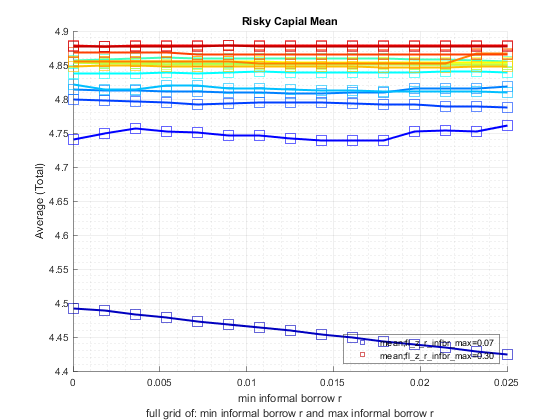 Risky Capial Mean
4.9
4.85
4.8
4.75
4.7
4.65
4.6
4.55
4.5
4.45
4.4
Average (Total)
mean;fl_z_r_infbr_max=0.07
mean;fl_z_r_infbr_max=0.30
0 0.005 0.01 0.015 0.02 0.025
min informal borrow r
full grid of: min informal borrow r and max informal borrow r